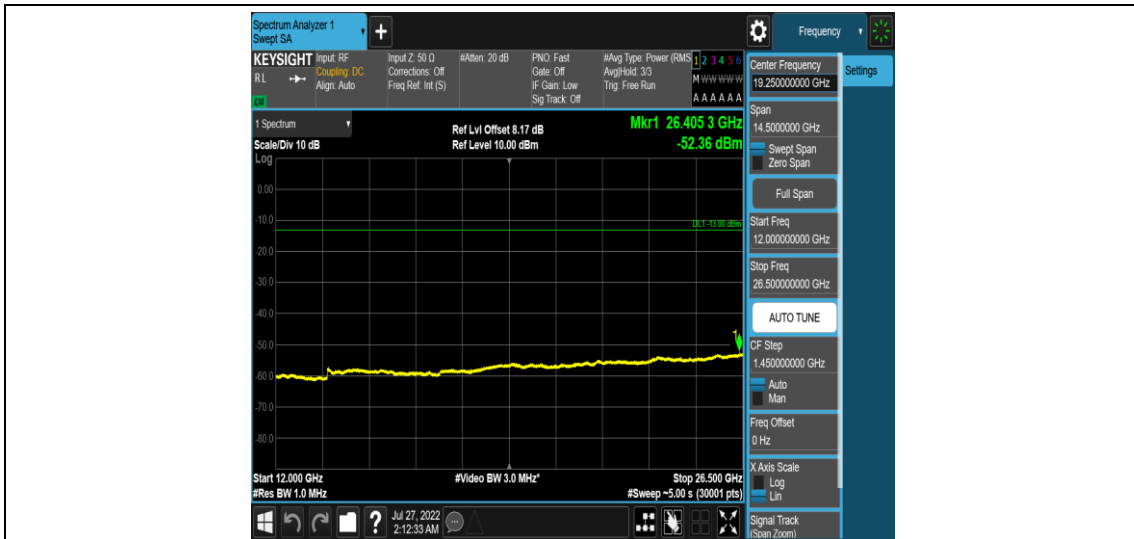 Spectrum Analyzer 1
Swept SA
+
Frequency
KEYSIGHT
RL
LM
Input: RF
Coupling: DC
Align: Auto
Input Z: 50 Ω
Corrections: Off
Freq Ref: Int (S)
#Atten: 20 dB
PNO: Fast
Gate: Off
IF Gain: Low
Sig Track: Off
#Avg Type: Power (RMS
Avg|Hold: 3/3
Trig: Free Run
1 2 3 4 5 6
M W W W W W
A A A A A A
Center Frequency
19.250000000 GHz
Settings
1 Spectrum
Scale/Div 10 dB
Log
Ref Lvl Offset 8.17 dB
Ref Level 10.00 dBm
Mkr1 26.405 3 GHz
-52.36 dBm
0.00
-10.0
DL1 -13.00 dBm
-20.0
-30.0
-40.0
1
-50.0
-60.0
-70.0
-80.0
Start 12.000 GHz
#Res BW 1.0 MHz
#Video BW 3.0 MHz*
Stop 26.500 GHz
#Sweep ~5.00 s (30001 pts)
Span
14.5000000 GHz
Swept Span
Zero Span
Full Span
Start Freq
12.000000000 GHz
Stop Freq
26.500000000 GHz
AUTO TUNE
CF Step
1.450000000 GHz
Auto
Man
Freq Offset
0 Hz
X Axis Scale
Log
Lin
Signal Track
(Span Zoom)
?
Jul 27, 2022
2:12:33 AM